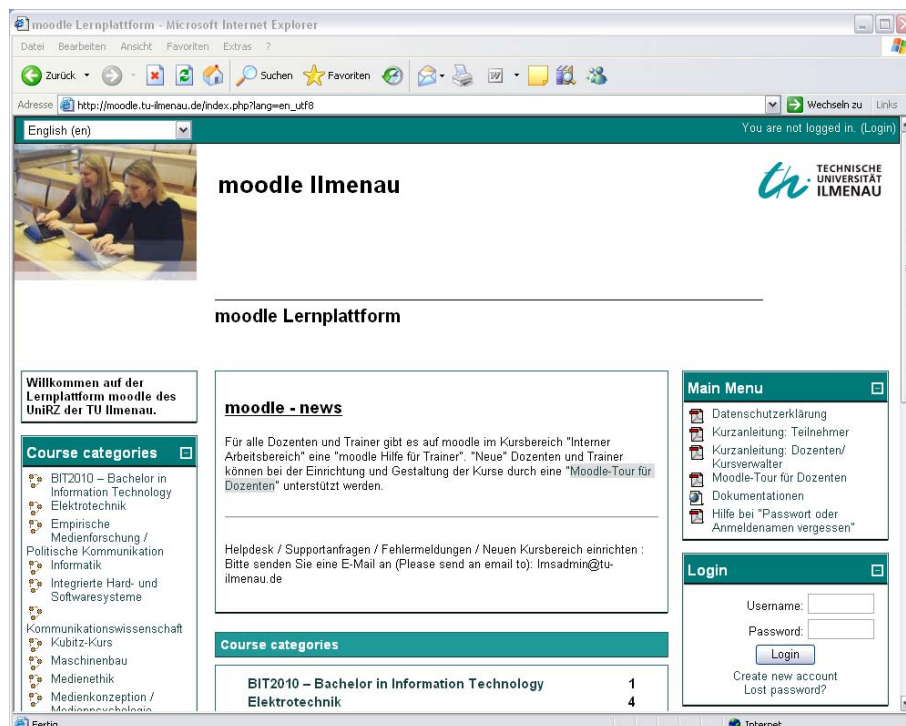 moodle Lernplattform - Microsoft Internet Explorer
Datei Bearbeiten Ansicht Favoriten Extras ?
Zurück Suchen Favoriten
Adresse http://moodle.tu-ilmenau.de/index.php?lang=en_utf8 Wechseln zu Links
English (en) You are not logged in. (Login)
moodle Ilmenau
th
TECHNISCHE
UNIVERSITÄT
ILMENAU
moodle Lernplattform
Willkommen auf der
Lernplattform moodle des
UniRZ der TU Ilmenau.
Course categories
BIT2010 – Bachelor in
Information Technology
Elektrotechnik
Empirische
Medienforschung /
Politische Kommunikation
Informatik
Integrierte Hard- und
Softwaresysteme
Kommunikationswissenschaft
Kubitz-Kurs
Maschinenbau
Medienethik
Medienkonzeption /
Medienpsychologie
moodle - news
Für alle Dozenten und Trainer gibt es auf moodle im Kursbereich "Interner
Arbeitsbereich" eine "moodle Hilfe für Trainer". "Neue" Dozenten und Trainer
können bei der Einrichtung und Gestaltung der Kurse durch eine "Moodle-Tour für
Dozenten" unterstützt werden.
Helpdesk / Supportanfragen / Fehlermeldungen / Neuen Kursbereich einrichten :
Bitte senden Sie eine E-Mail an (Please send an email to): lmsadmin@tu-
ilmenau.de
Course categories
BIT2010 – Bachelor in Information Technology 1
Elektrotechnik 4
Main Menu
Datenschutzerklärung
Kurzanleitung: Teilnehmer
Kurzanleitung: Dozenten/
Kursverwalter
Moodle-Tour für Dozenten
Dokumentationen
Hilfe bei "Passwort oder
Anmeldenamen vergessen"
Login
Username:
Password:
Login
Create new account
Lost password?
Fertig Internet